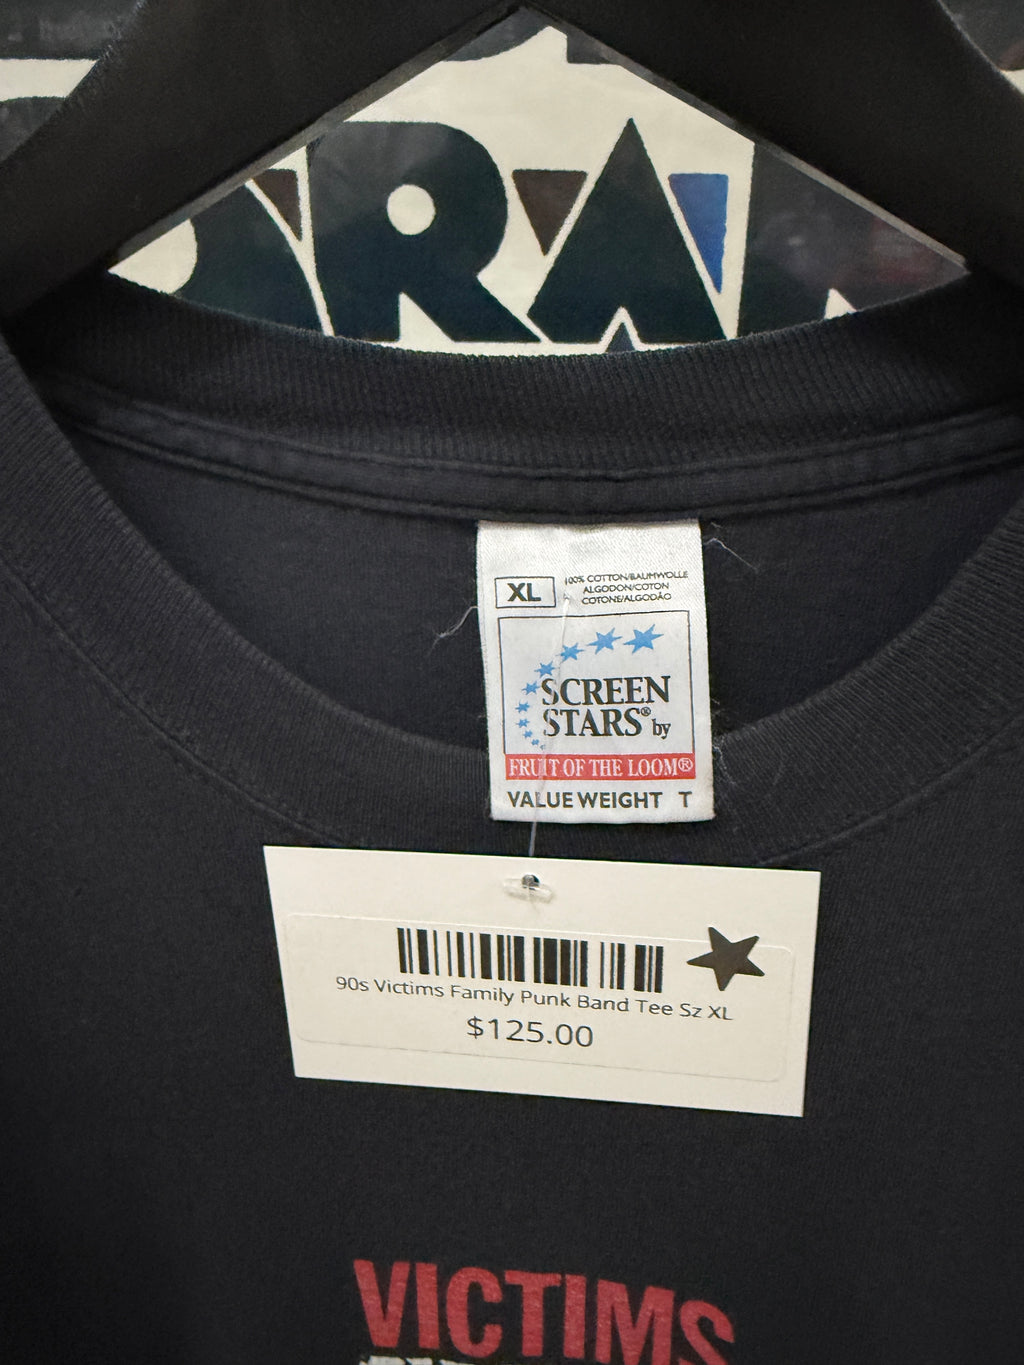 XL
100% COTTON/BAUMWOLLE
ALGODON/COTON
COTONE/ALGODÃO
SCREEN
STARS® by
FRUIT OF THE LOOM®
VALUE WEIGHT T
90s Victims Family Punk Band Tee Sz XL
$125.00
VICTIMS